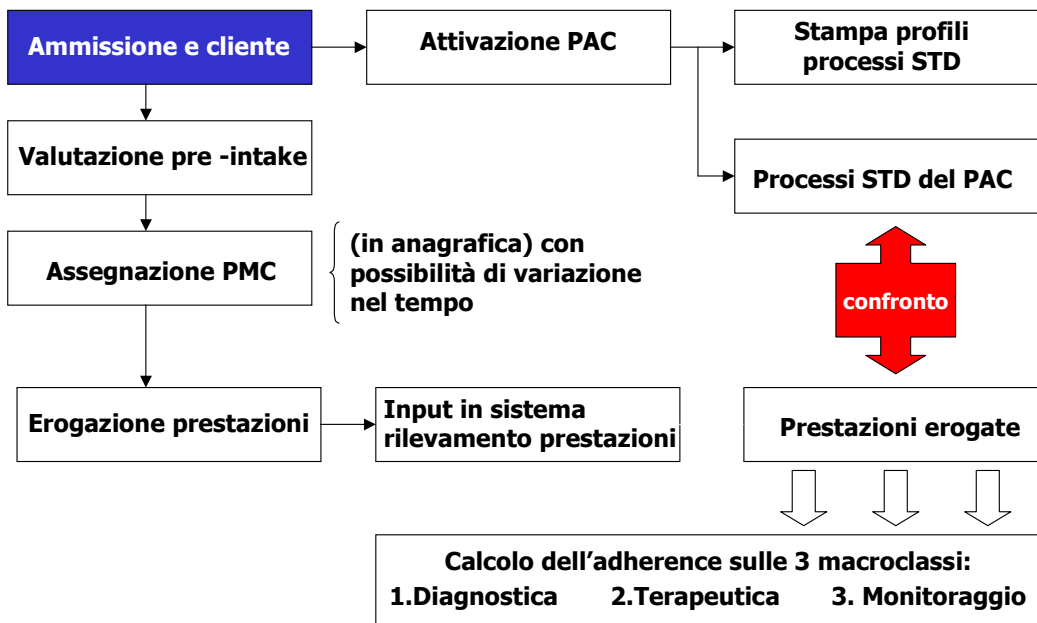 Ammissione e cliente
Attivazione PAC
Stampa profili
processi STD
Valutazione pre -intake
Processi STD del PAC
Assegnazione PMC
(in anagrafica) con
possibilità di variazione
nel tempo
confronto
Erogazione prestazioni
Input in sistema
rilevamento prestazioni
Prestazioni erogate
Calcolo dell’adherence sulle 3 macroclassi:
1.Diagnostica 2.Terapeutica 3. Monitoraggio